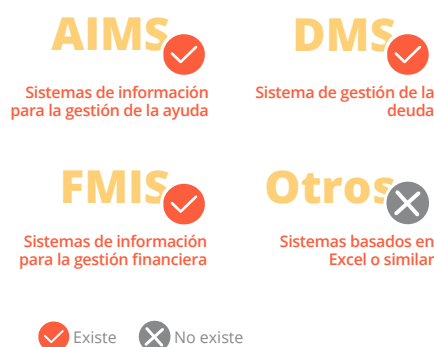 AIMS
Sistemas de información
para la gestión de la ayuda
DMS
Sistema de gestión de la
deuda
FMIS
Sistemas de información
para la gestión financiera
Otros
Sistemas basados en
Excel o similar
Existe
No existe